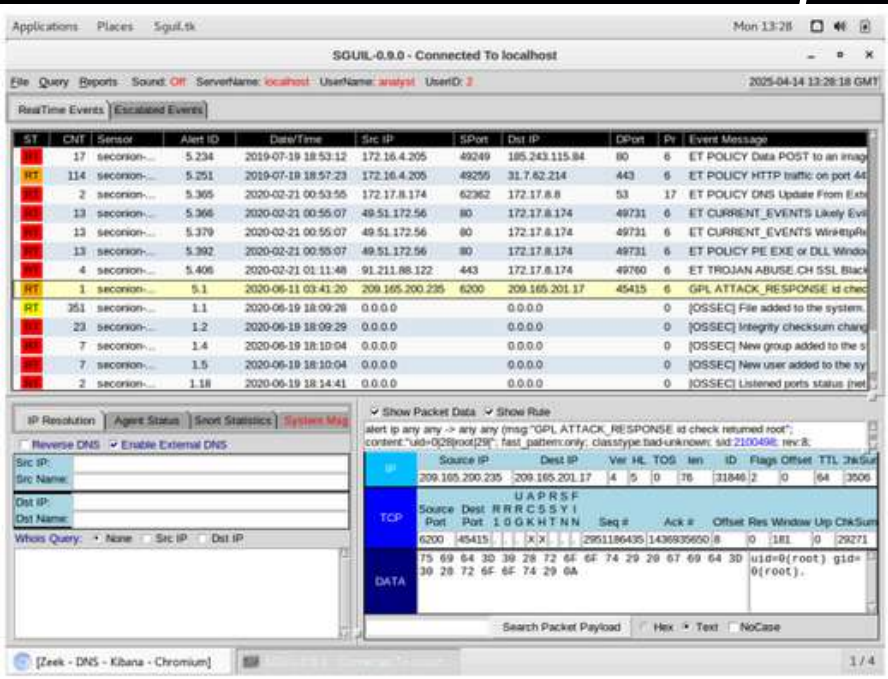 Applications Places Sguil.tk Mon 13:28
SGUIL-0.9.0 - Connected To localhost
File Query Reports Sound: Off ServerName: localhost UserName: analyst UserID: 2 2025-04-14 13:28:18 GMT
RealTime Events Escalated Events
ST CNT Sensor Alert ID Date/Time Src IP SPort Dst IP DPort Pr Event Message
RT 17 seconion-... 5.234 2019-07-19 18:53:12 172.16.4.205 49249 185.243.115.84 80 6 ET POLICY Data POST to an imag
RT 114 seconion-... 5.251 2019-07-19 18:57:23 172.16.4.205 49255 31.7.62.214 443 6 ET POLICY HTTP traffic on port 44
RT 2 seconion-... 5.365 2020-02-21 00:53:55 172.17.8.174 62362 172.17.8.8 53 17 ET POLICY DNS Update From Exte
RT 13 seconion-... 5.366 2020-02-21 00:55:07 49.51.172.56 80 172.17.8.174 49731 6 ET CURRENT_EVENTS Likely Evil
RT 13 seconion-... 5.379 2020-02-21 00:55:07 49.51.172.56 80 172.17.8.174 49731 6 ET CURRENT_EVENTS WinHttpRe
RT 13 seconion-... 5.392 2020-02-21 00:55:07 49.51.172.56 80 172.17.8.174 49731 6 ET POLICY PE EXE or DLL Windo
RT 4 seconion-... 5.406 2020-02-21 01:11:48 91.211.88.122 443 172.17.8.174 49760 6 ET TROJAN ABUSE.CH SSL Black
RT 1 seconion-... 5.1 2020-06-11 03:41:20 209.165.200.235 6200 209.165.201.17 45415 6 GPL ATTACK_RESPONSE id chec
RT 351 seconion-... 1.1 2020-06-19 18:09:28 0.0.0.0 0.0.0.0 0 [OSSEC] File added to the system.
RT 23 seconion-... 1.2 2020-06-19 18:09:29 0.0.0.0 0.0.0.0 0 [OSSEC] Integrity checksum chang
RT 7 seconion-... 1.4 2020-06-19 18:10:04 0.0.0.0 0.0.0.0 0 [OSSEC] New group added to the s
RT 7 seconion-... 1.5 2020-06-19 18:10:04 0.0.0.0 0.0.0.0 0 [OSSEC] New user added to the sy
RT 2 seconion-... 1.18 2020-06-19 18:14:41 0.0.0.0 0.0.0.0 0 [OSSEC] Listened ports status (net
IP Resolution Agent Status Snort Statistics System Msg
Reverse DNS Enable External DNS
Src IP:
Src Name:
Dst IP:
Dst Name:
Whois Query: None Src IP Dst IP
Show Packet Data Show Rule
alert ip any any -> any any (msg:"GPL ATTACK_RESPONSE id check returned root";
content:"uid=0|28|root|29|"; fast_pattern:only; classtype:bad-unknown; sid:2100498; rev:8;
IP Source IP Dest IP Ver HL TOS len ID Flags Offset TTL ChkSum
209.165.200.235 209.165.201.17 4 5 0 76 31846 2 0 64 3506
TCP U A P R S F
Source Dest R R R C S S Y I
Port Port 1 0 G K H T N N Seq # Ack # Offset Res Window Urp ChkSum
6200 45415 . . . X X . . . 2951186435 1436935650 8 0 181 0 29271
DATA 75 69 64 3D 30 28 72 6F 6F 74 29 20 67 69 64 3D uid=0(root) gid=
30 28 72 6F 6F 74 29 0A 0(root).
Search Packet Payload Hex Text NoCase
[Zeek - DNS - Kibana - Chromium] 1 / 4